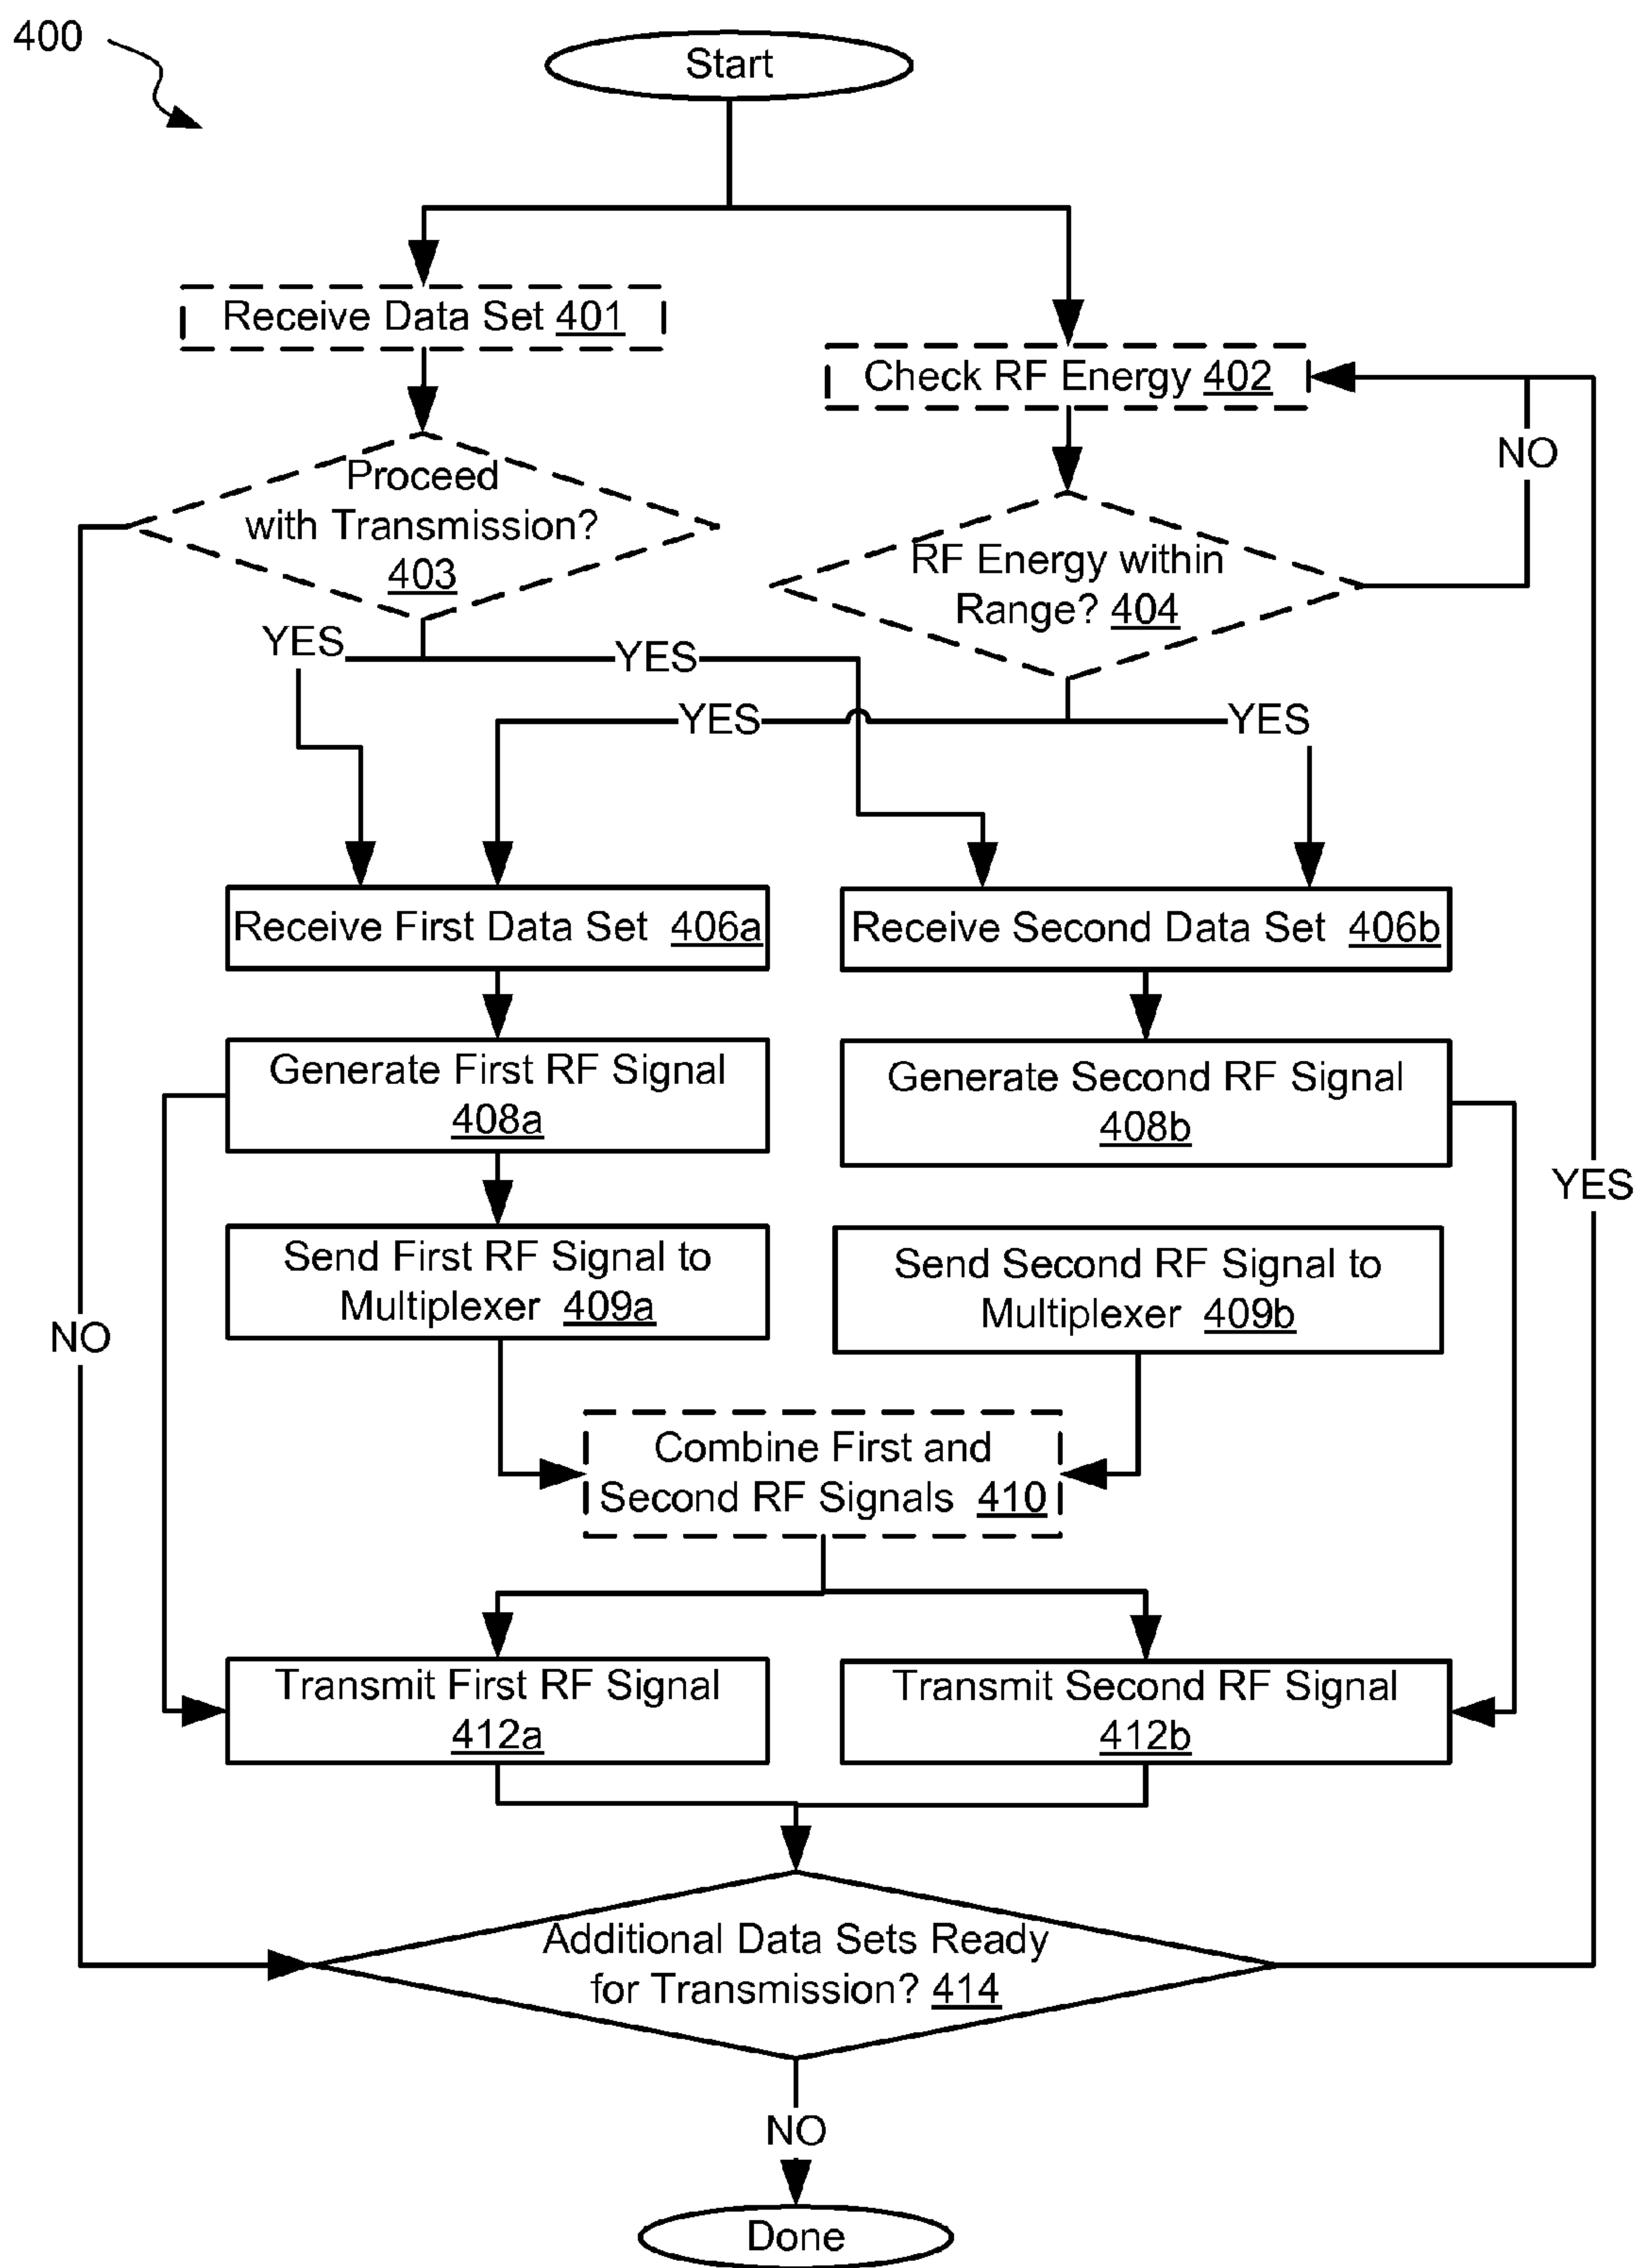 400
Start
Receive Data Set 401
Check RF Energy 402
NO
Proceed
with Transmission?
403
RF Energy within
Range? 404
YES
YES
YES
YES
Receive First Data Set 406a
Receive Second Data Set 406b
Generate First RF Signal
408a
Generate Second RF Signal
408b
YES
Send First RF Signal to
Multiplexer 409a
Send Second RF Signal to
Multiplexer 409b
NO
Combine First and
Second RF Signals 410
Transmit First RF Signal
412a
Transmit Second RF Signal
412b
Additional Data Sets Ready
for Transmission? 414
NO
Done